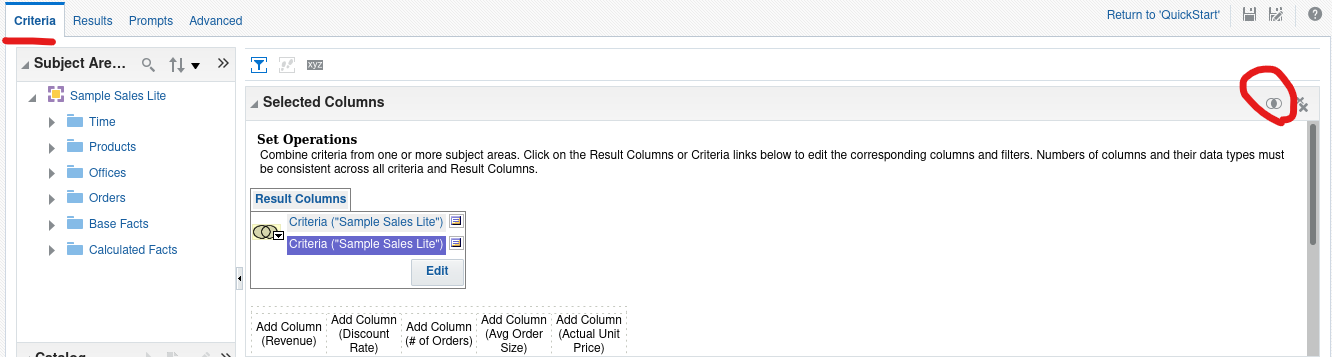 Criteria Results Prompts Advanced Return to 'QuickStart'
Subject Are...
xyz
Sample Sales Lite
Time
Products
Offices
Orders
Base Facts
Calculated Facts
Catalog
Selected Columns
Set Operations
Combine criteria from one or more subject areas. Click on the Result Columns or Criteria links below to edit the corresponding columns and filters. Numbers of columns and their data types must
be consistent across all criteria and Result Columns.
Result Columns
Criteria ("Sample Sales Lite")
Criteria ("Sample Sales Lite")
Edit
Add Column
(Revenue)
Add Column
(Discount
Rate)
Add Column
(# of Orders)
Add Column
(Avg Order
Size)
Add Column
(Actual Unit
Price)